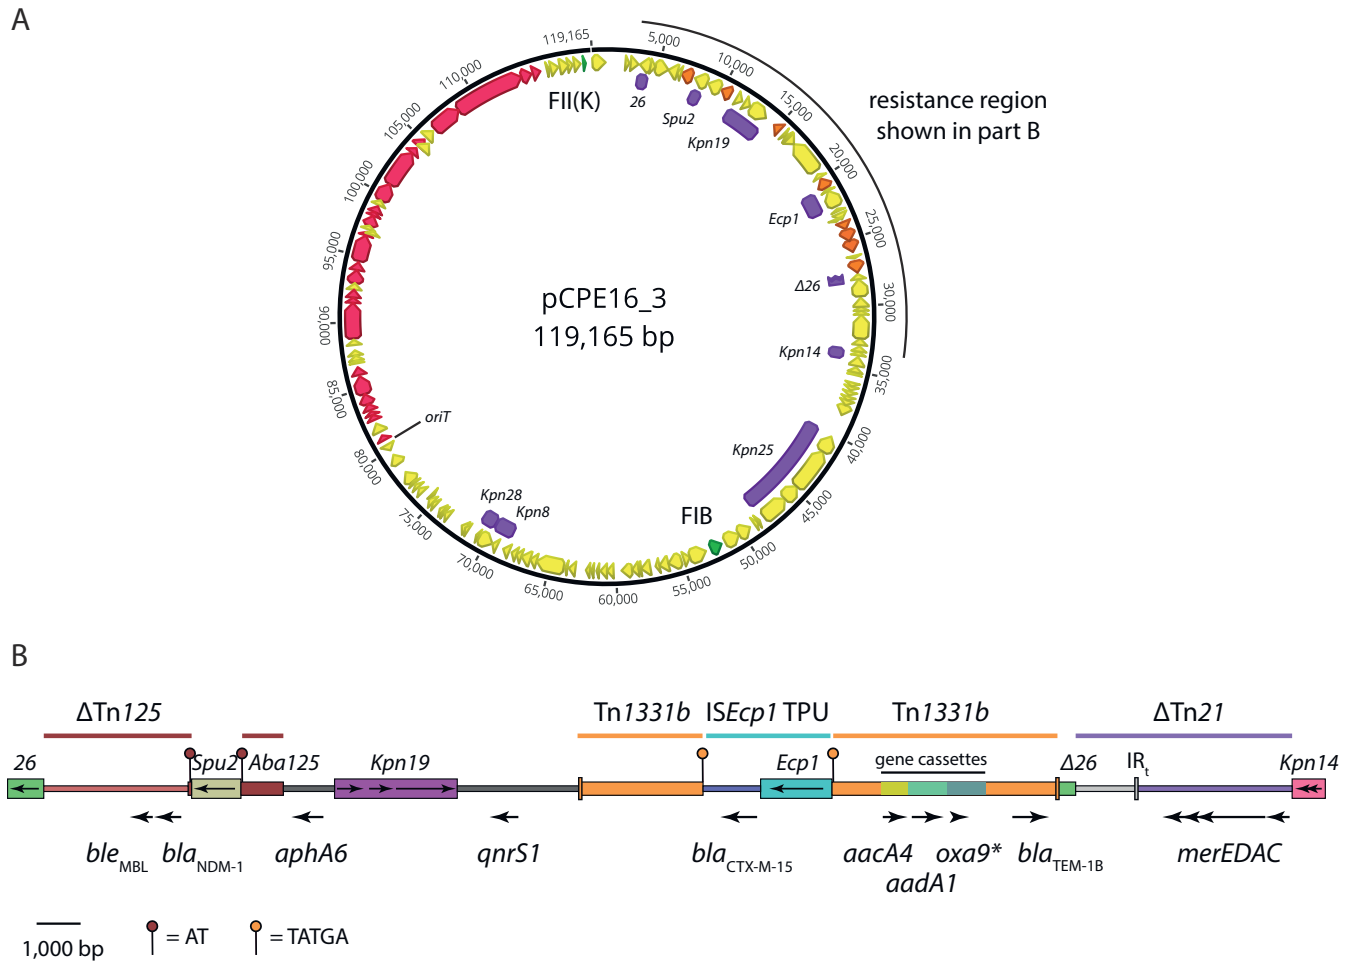 A
119,165
5,000
10,000
15,000
20,000
25,000
30,000
35,000
40,000
45,000
50,000
55,000
60,000
65,000
70,000
75,000
80,000
85,000
90,000
95,000
100,000
105,000
110,000
FII(K)
26
Spu2
Kpn19
Ecp1
Δ26
Kpn14
Kpn25
FIB
Kpn8
Kpn28
oriT
pCPE16_3
119,165 bp
resistance region
shown in part B
B
ΔTn125
Tn1331b
ISEcp1 TPU
Tn1331b
ΔTn21
26
Spu2
Aba125
Kpn19
Ecp1
gene cassettes
Δ26
IRt
Kpn14
bleMBL
blaNDM-1
aphA6
qnrS1
blaCTX-M-15
aacA4
oxa9*
blaTEM-1B
merEDAC
aadA1
1,000 bp
= AT
= TATGA